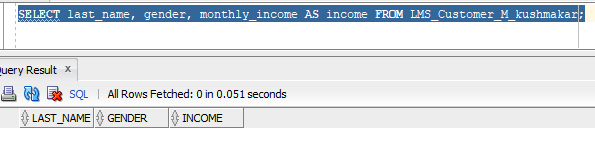 SELECT last_name, gender, monthly_income AS income FROM LMS_Customer_M_kushmakar;
Query Result x
SQL | All Rows Fetched: 0 in 0.051 seconds
LAST_NAME GENDER INCOME